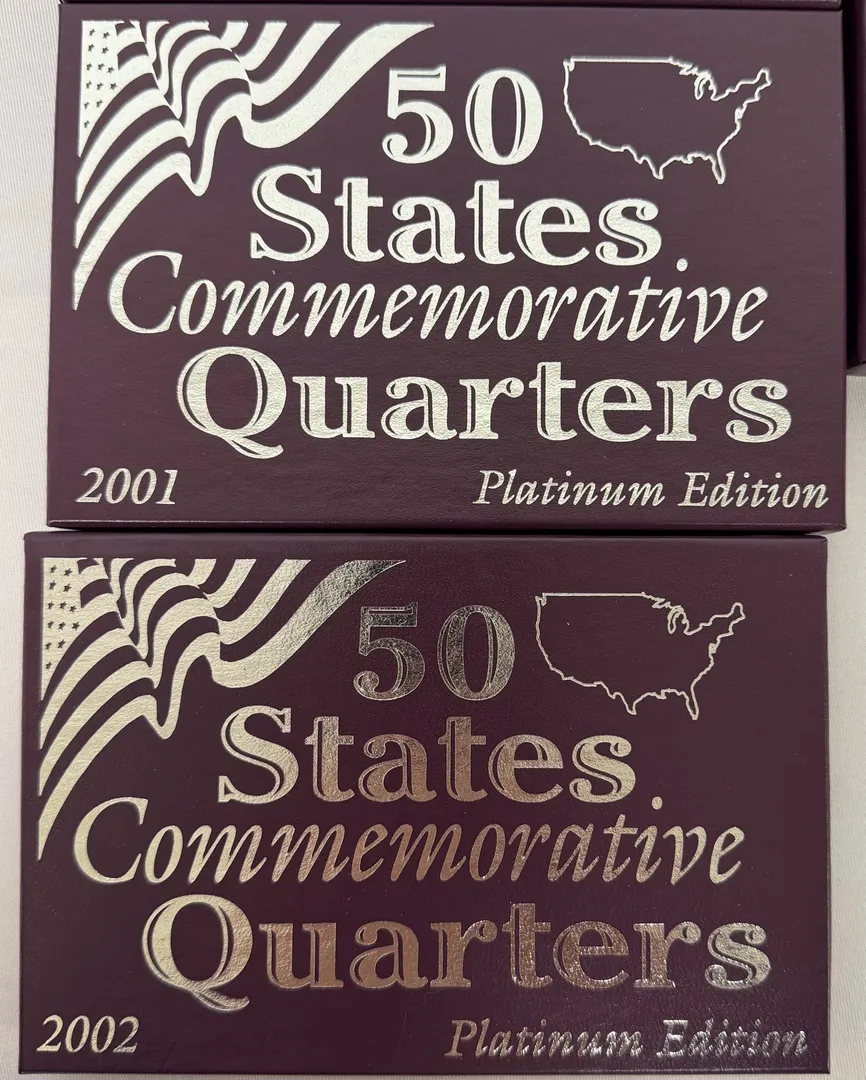 50
States
Commemorative
Quarters
2001 Platinum Edition
50
States
Commemorative
Quarters
2002 Platinum Edition